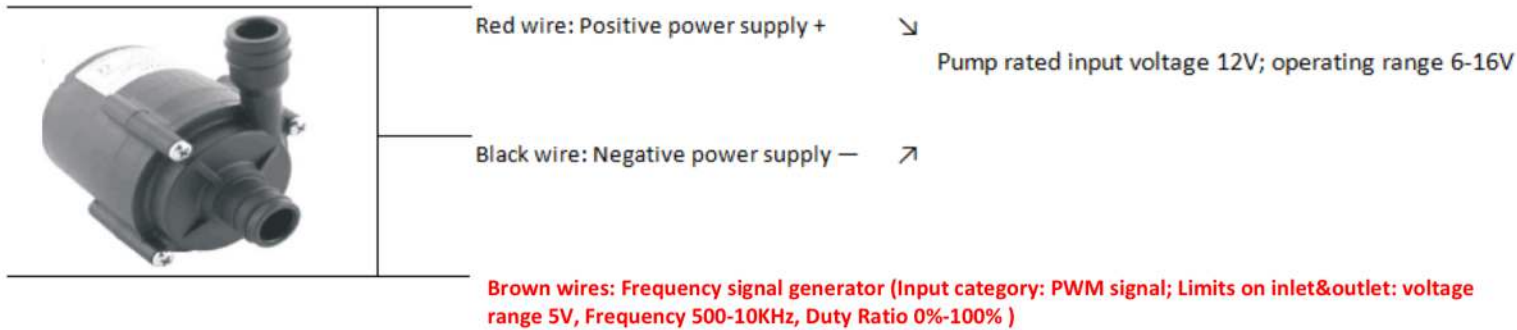 Red wire: Positive power supply + ↘
Pump rated input voltage 12V; operating range 6-16V
Black wire: Negative power supply — ↗
Brown wires: Frequency signal generator (Input category: PWM signal; Limits on inlet&outlet: voltage
range 5V, Frequency 500-10KHz, Duty Ratio 0%-100% )